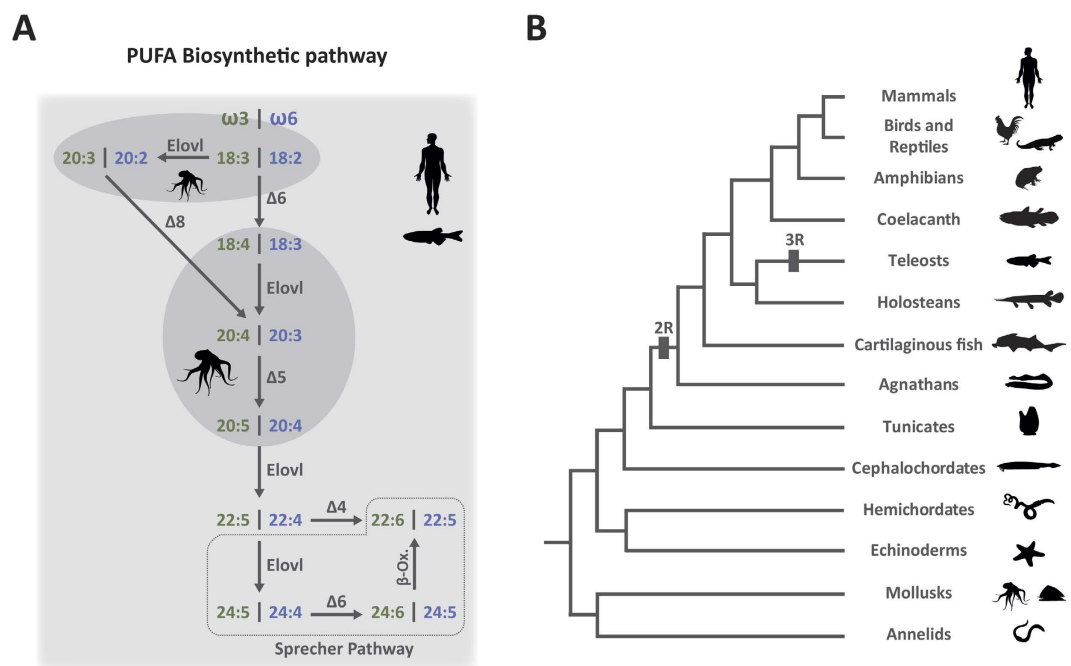 A
PUFA Biosynthetic pathway
ω3 | ω6
20:3 | 20:2
Elovl
18:3 | 18:2
Δ8
Δ6
18:4 | 18:3
Elovl
20:4 | 20:3
Δ5
20:5 | 20:4
Elovl
22:5 | 22:4
Δ4
22:6 | 22:5
Elovl
β-Ox.
24:5 | 24:4
Δ6
24:6 | 24:5
Sprecher Pathway
B
Mammals
Birds and
Reptiles
Amphibians
Coelacanth
3R
Teleosts
Holosteans
2R
Cartilaginous fish
Agnathans
Tunicates
Cephalochordates
Hemichordates
Echinoderms
Mollusks
Annelids